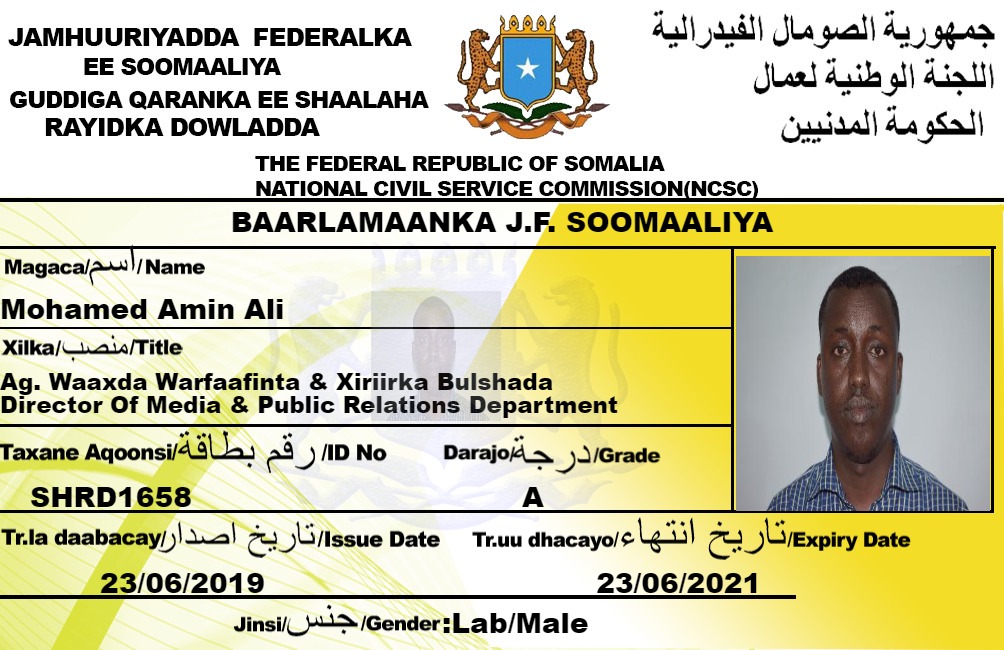 JAMHUURIYADDA FEDERALKA
EE SOOMAALIYA
GUDDIGA QARANKA EE SHAALAHA
RAYIDKA DOWLADDA
جمهورية الصومال الفيدرالية
اللجنة الوطنية لعمال
الحكومة المدنيين
THE FEDERAL REPUBLIC OF SOMALIA
NATIONAL CIVIL SERVICE COMMISSION(NCSC)
BAARLAMAANKA J.F. SOOMAALIYA
Magaca/اسم/Name
Mohamed Amin Ali
Xilka/منصب/Title
Ag. Waaxda Warfaafinta & Xiriirka Bulshada
Director Of Media & Public Relations Department
Taxane Aqoonsi/رقم بطاقة/ID No
Darajo/درجة/Grade
SHRD1658
A
Tr.la daabacay/تاريخ اصدار/Issue Date
Tr.uu dhacayo/تاريخ انتهاء/Expiry Date
23/06/2019
23/06/2021
Jinsi/جنس/Gender:Lab/Male